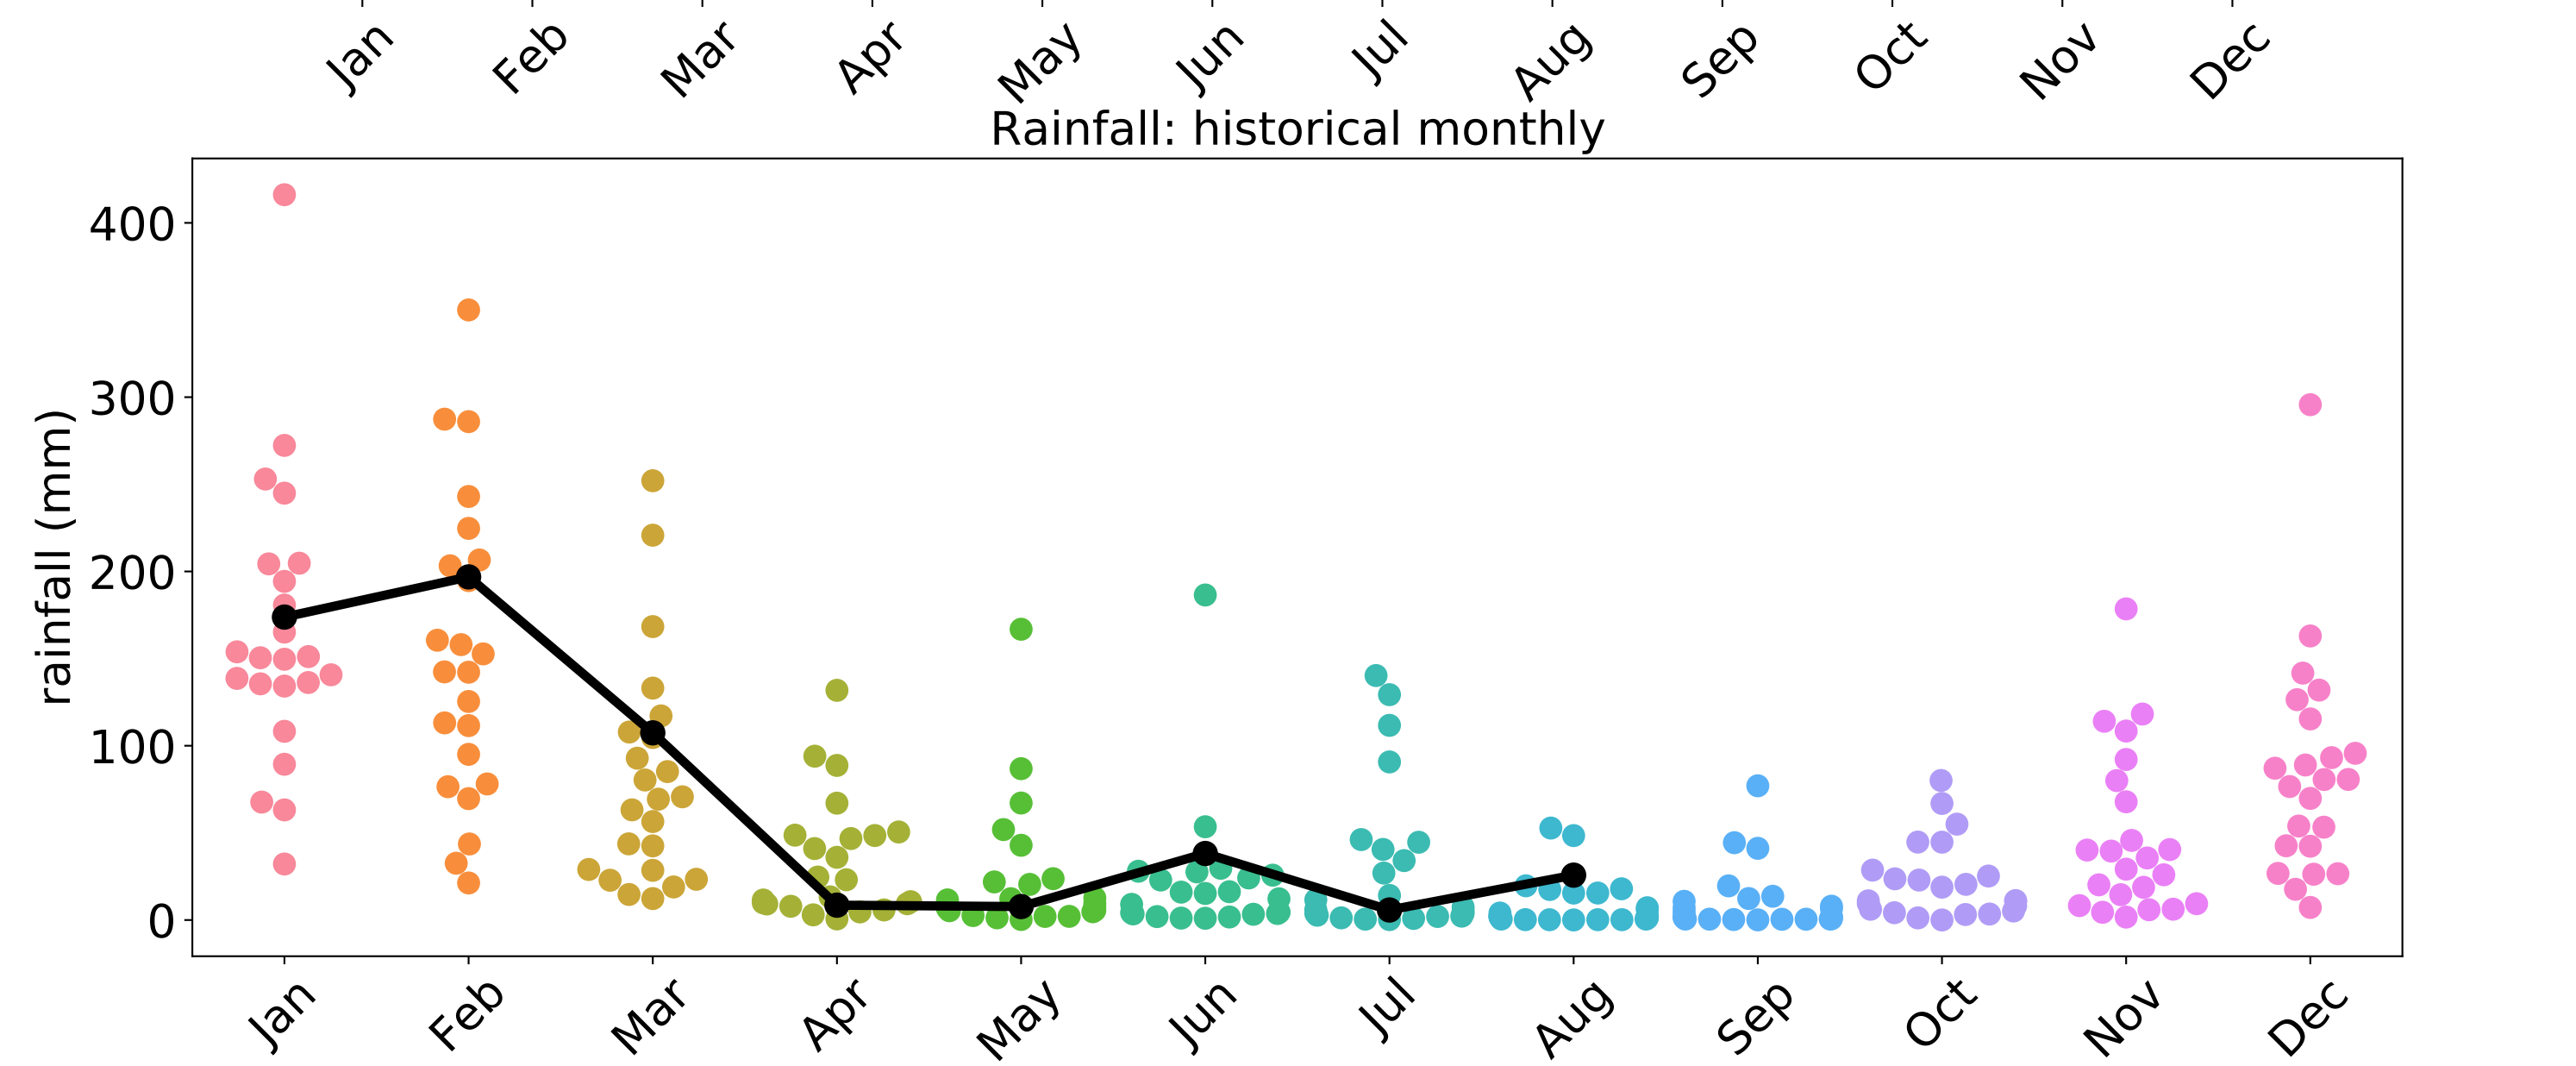 Jan Feb Mar Apr May Jun Jul Aug Sep Oct Nov Dec
Rainfall: historical monthly
rainfall (mm)
400
300
200
100
0
Jan Feb Mar Apr May Jun Jul Aug Sep Oct Nov Dec